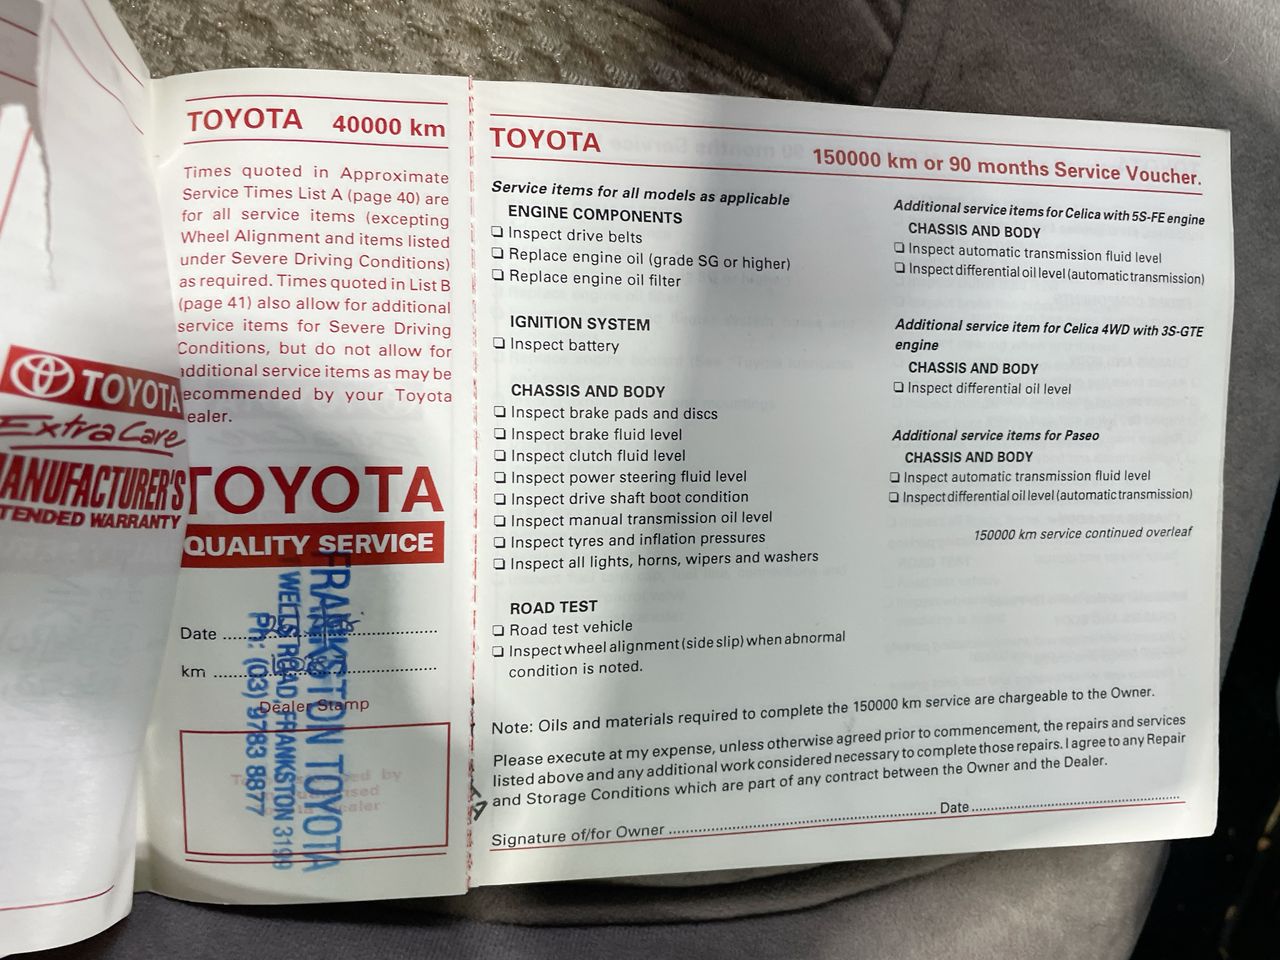 TOYOTA
Extra Care
MANUFACTURER'S
TENDED WARRANTY
TOYOTA 40000 km
Times quoted in Approximate
Service Times List A (page 40) are
for all service items (excepting
Wheel Alignment and items listed
under Severe Driving Conditions)
as required. Times quoted in List B
(page 41) also allow for additional
service items for Severe Driving
Conditions, but do not allow for
additional service items as may be
ecommended by your Toyota
ealer.
TOYOTA
QUALITY SERVICE
Date
km
Dealer Stamp
FRANKSTON TOYOTA
WELLS ROAD, FRANKSTON 3199
PH: (03) 9783 8877
TOYOTA
150000 km or 90 months Service Voucher.
Service items for all models as applicable
ENGINE COMPONENTS
❏ Inspect drive belts
❏ Replace engine oil (grade SG or higher)
❏ Replace engine oil filter
IGNITION SYSTEM
❏ Inspect battery
CHASSIS AND BODY
❏ Inspect brake pads and discs
❏ Inspect brake fluid level
❏ Inspect clutch fluid level
❏ Inspect power steering fluid level
❏ Inspect drive shaft boot condition
❏ Inspect manual transmission oil level
❏ Inspect tyres and inflation pressures
❏ Inspect all lights, horns, wipers and washers
ROAD TEST
❏ Road test vehicle
❏ Inspect wheel alignment (side slip) when abnormal
condition is noted.
Additional service items for Celica with 5S-FE engine
CHASSIS AND BODY
❏ Inspect automatic transmission fluid level
❏ Inspect differential oil level (automatic transmission)
Additional service item for Celica 4WD with 3S-GTE
engine
CHASSIS AND BODY
❏ Inspect differential oil level
Additional service items for Paseo
CHASSIS AND BODY
❏ Inspect automatic transmission fluid level
❏ Inspect differential oil level (automatic transmission)
150000 km service continued overleaf
Note: Oils and materials required to complete the 150000 km service are chargeable to the Owner.
Please execute at my expense, unless otherwise agreed prior to commencement, the repairs and services
listed above and any additional work considered necessary to complete those repairs. I agree to any Repair
and Storage Conditions which are part of any contract between the Owner and the Dealer.
Signature of/for Owner Date